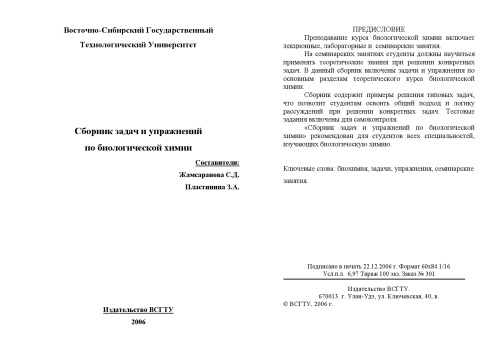 Восточно-Сибирский Государственный
Технологический Университет
Сборник задач и упражнений
по биологической химии
Составители:
Жамсаранова С.Д.
Пластинина З.А.
Издательство ВСГТУ
2006
ПРЕДИСЛОВИЕ
Преподавание курса биологической химии включает
лекционные, лабораторные и семинарские занятия.
На семинарских занятиях студенты должны научиться
применять теоретические знания при решении конкретных
задач. В данный сборник включены задачи и упражнения по
основным разделам теоретического курса биологической
химии.
Сборник содержит примеры решения типовых задач,
что позволит студентам освоить общий подход и логику
рассуждений при решении конкретных задач. Тестовые
задания включены для самоконтроля.
«Сборник задач и упражнений по биологической
химии» рекомендован для студентов всех специальностей,
изучающих биологическую химию.
Ключевые слова: биохимия, задачи, упражнения, семинарские
занятия.
Подписано в печать 22.12.2006 г. Формат 60х84 1/16
Усл.п.л. 6,97 Тираж 100 экз. Заказ № 301
Издательство ВСГТУ.
670013. г. Улан-Удэ, ул. Ключевская, 40, в.
© ВСГТУ, 2006 г.